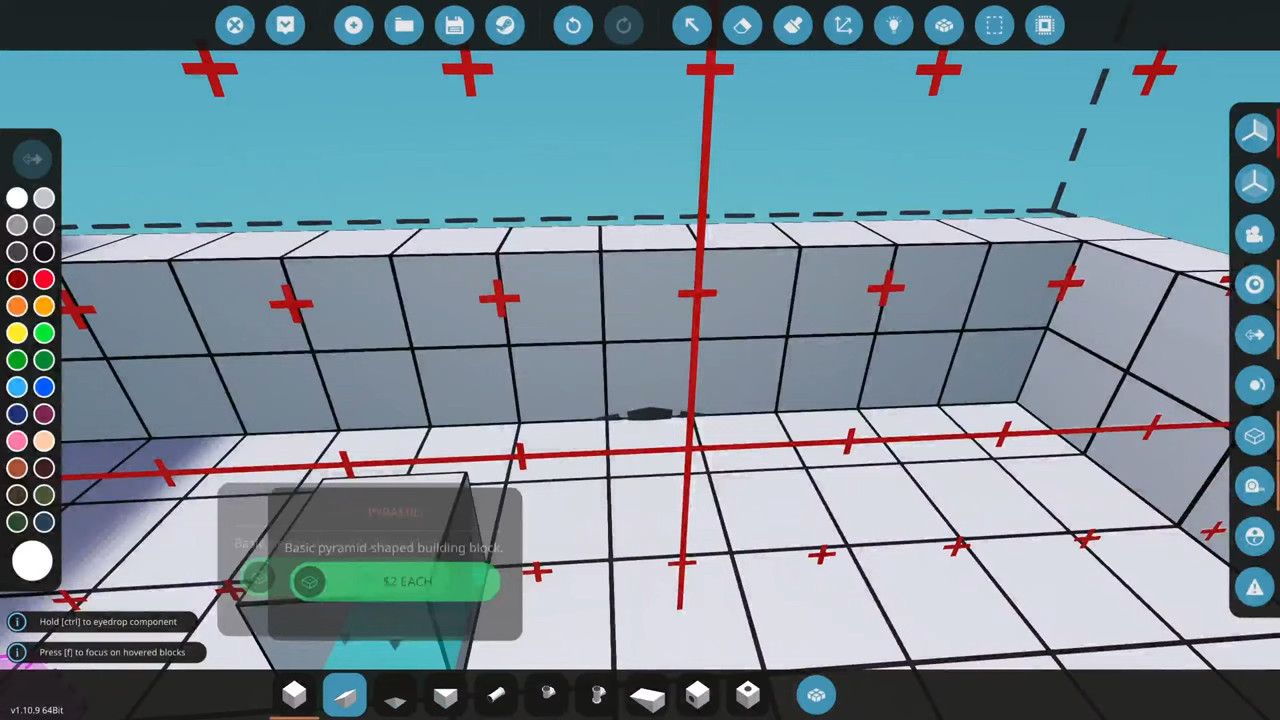 PYRAMID
Basic pyramid-shaped building block.
$2 EACH
Hold [ctrl] to eyedrop component
Press [f] to focus on hovered blocks
v1.10.9 64Bit